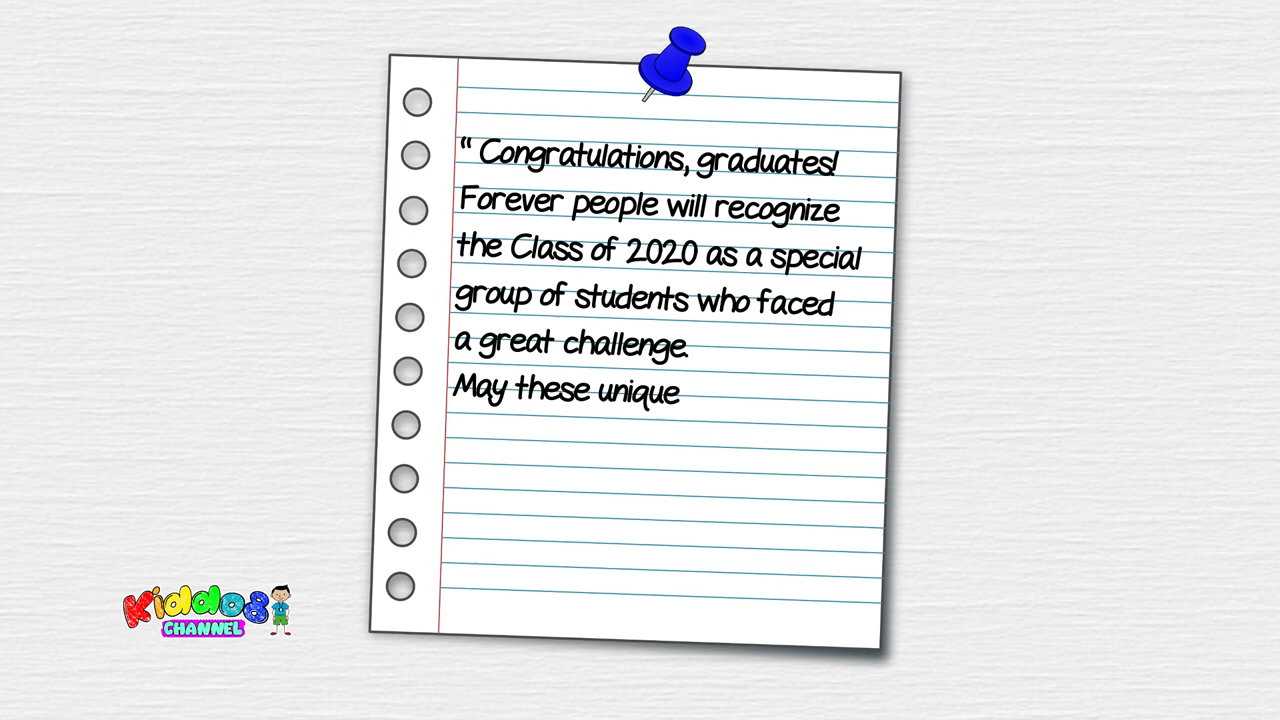 “ Congratulations, graduates!
Forever people will recognize
the Class of 2020 as a special
group of students who faced
a great challenge.
May these unique
Kiddo8
CHANNEL